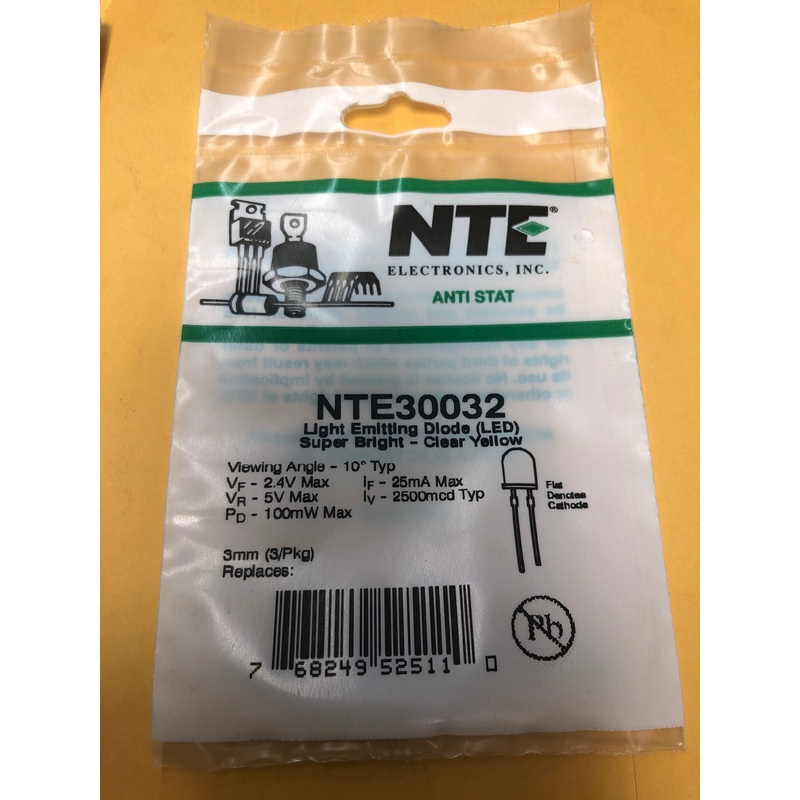 NTE®
ELECTRONICS, INC.
ANTI STAT
NTE30032
Light Emitting Diode (LED)
Super Bright - Clear Yellow
Viewing Angle - 10° Typ
VF - 2.4V Max IF - 25mA Max
VR - 5V Max IV - 2500mcd Typ
PD - 100mW Max
Flat
Denotes
Cathode
3mm (3/Pkg)
Replaces:
Pb
7 68249 52511 0